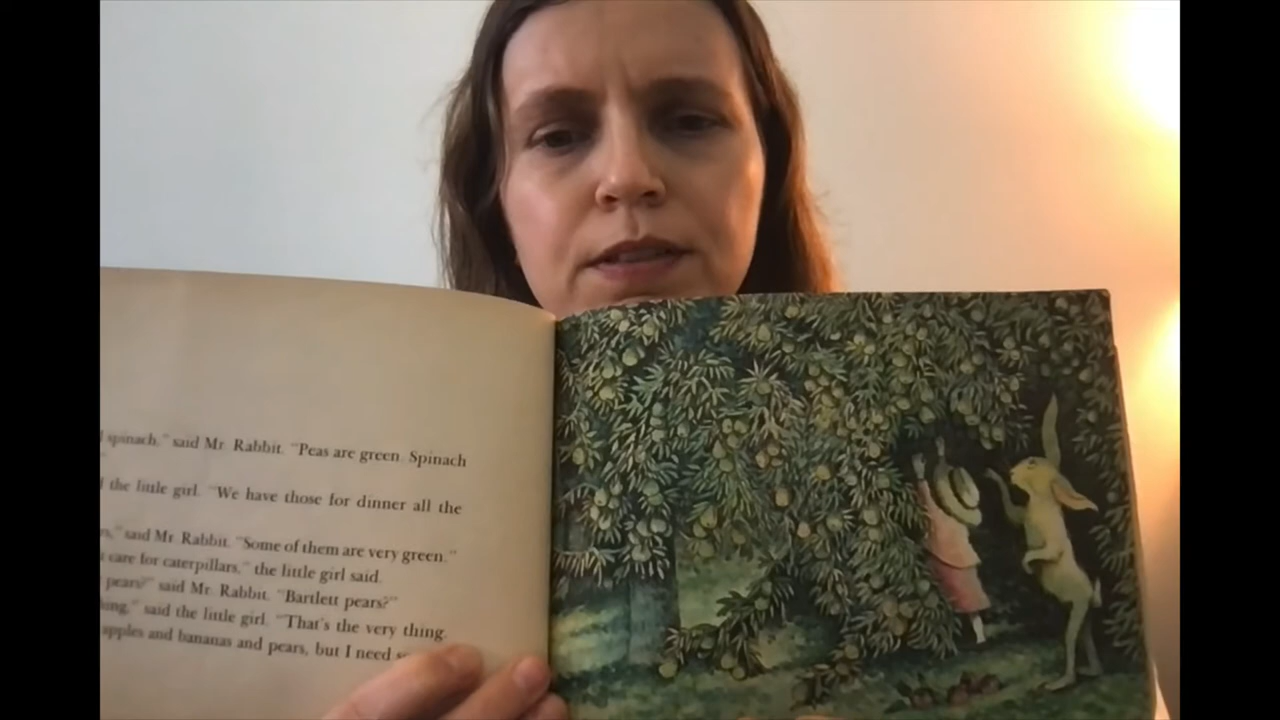 spinach," said Mr. Rabbit. "Peas are green. Spinach
the little girl. "We have those for dinner all the
said Mr. Rabbit. "Some of them are very green."
care for caterpillars," the little girl said.
pears?" said Mr. Rabbit. "Bartlett pears?"
said the little girl. "That's the very thing.
apples and bananas and pears, but I need